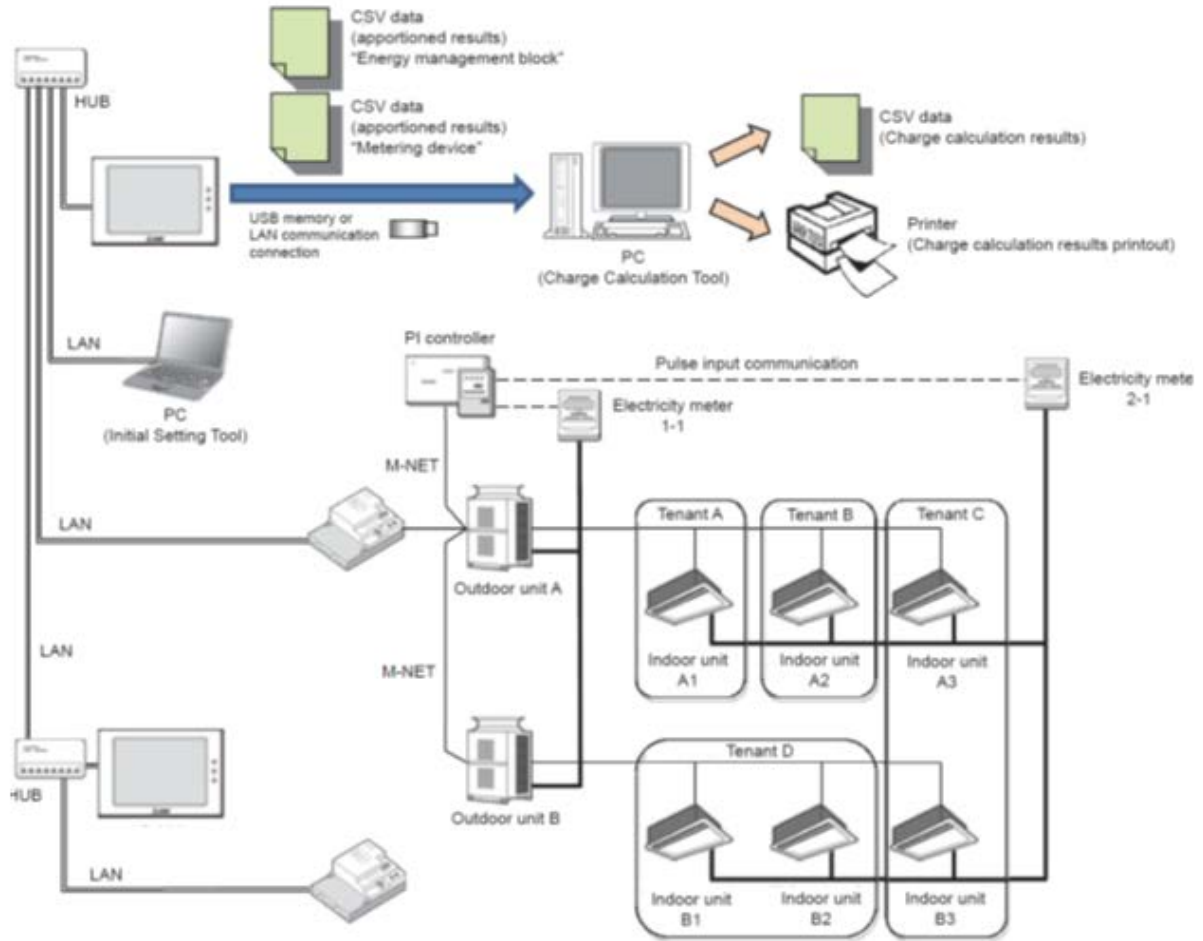 CSV data
(apportioned results)
"Energy management block"
HUB
CSV data
(apportioned results)
"Metering device"
CSV data
(Charge calculation results)
USB memory or
LAN communication
connection
PC
(Charge Calculation Tool)
Printer
(Charge calculation results printout)
LAN
PC
(Initial Setting Tool)
PI controller
Pulse input communication
Electricity meter
1-1
Electricity mete
2-1
M-NET
LAN
Outdoor unit A
Tenant A
Tenant B
Tenant C
Indoor unit
A1
Indoor unit
A2
Indoor unit
A3
LAN
M-NET
HUB
Outdoor unit B
Tenant D
LAN
Indoor unit
B1
Indoor unit
B2
Indoor unit
B3